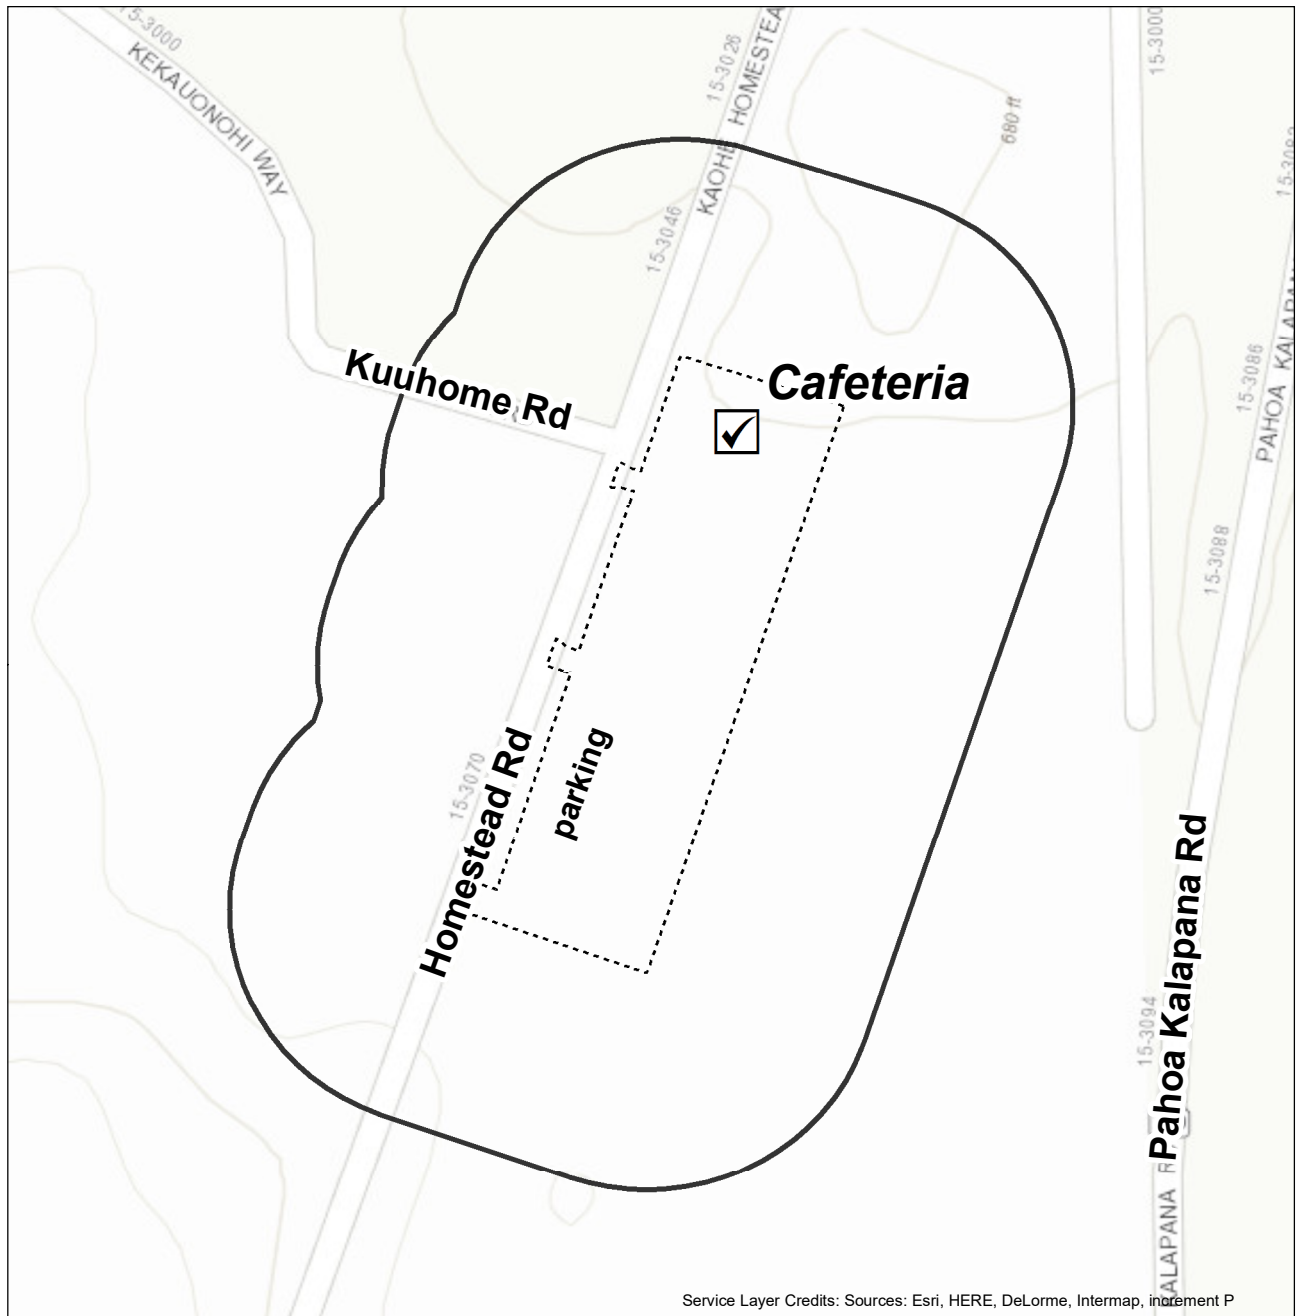 15-3000
KEKAUONOHI WAY
15-3026
KAOHE HOMESTEA
15-3000
680 ft
15-3082
15-3046
Kuuhome Rd
Cafeteria
15-3086
PAHOA KALAPAN
15-3088
15-3070
Homestead Rd
parking
Pahoa Kalapana Rd
15-3094
KALAPANA R
Service Layer Credits: Sources: Esri, HERE, DeLorme, Intermap, increment P